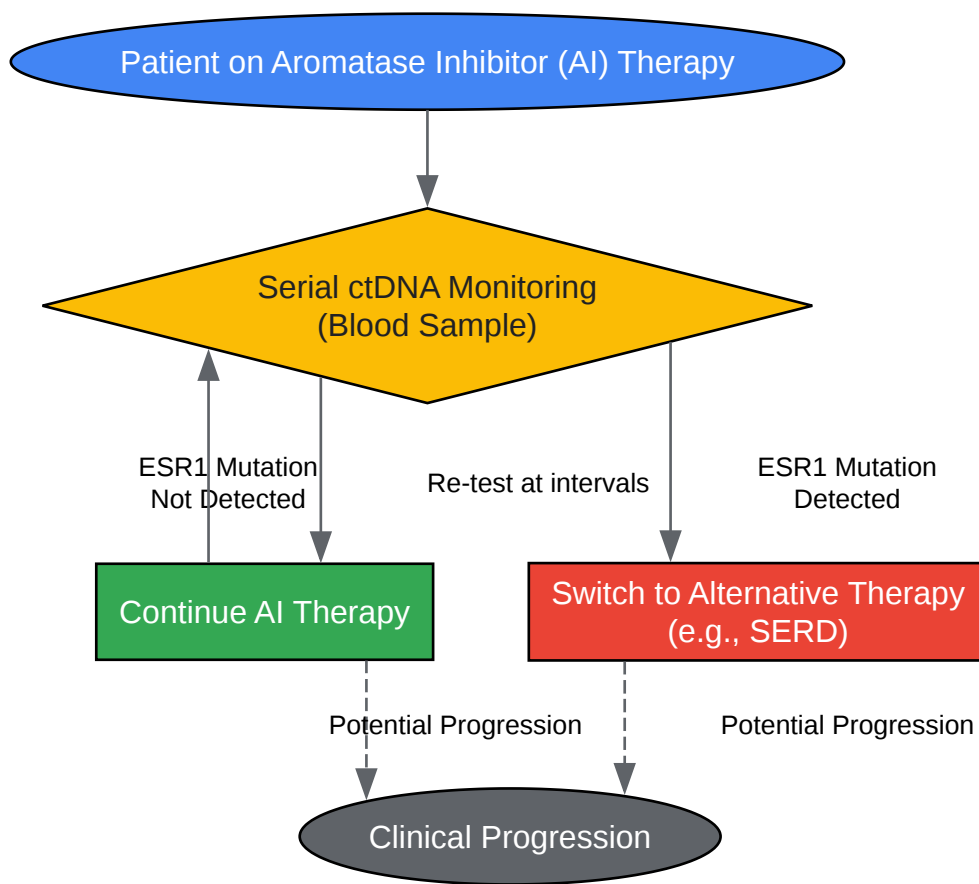 Patient on Aromatase Inhibitor (AI) Therapy
Serial ctDNA Monitoring
(Blood Sample)
ESR1 Mutation
Not Detected
Re-test at intervals
ESR1 Mutation
Detected
Continue AI Therapy
Switch to Alternative Therapy
(e.g., SERD)
Potential Progression
Potential Progression
Clinical Progression